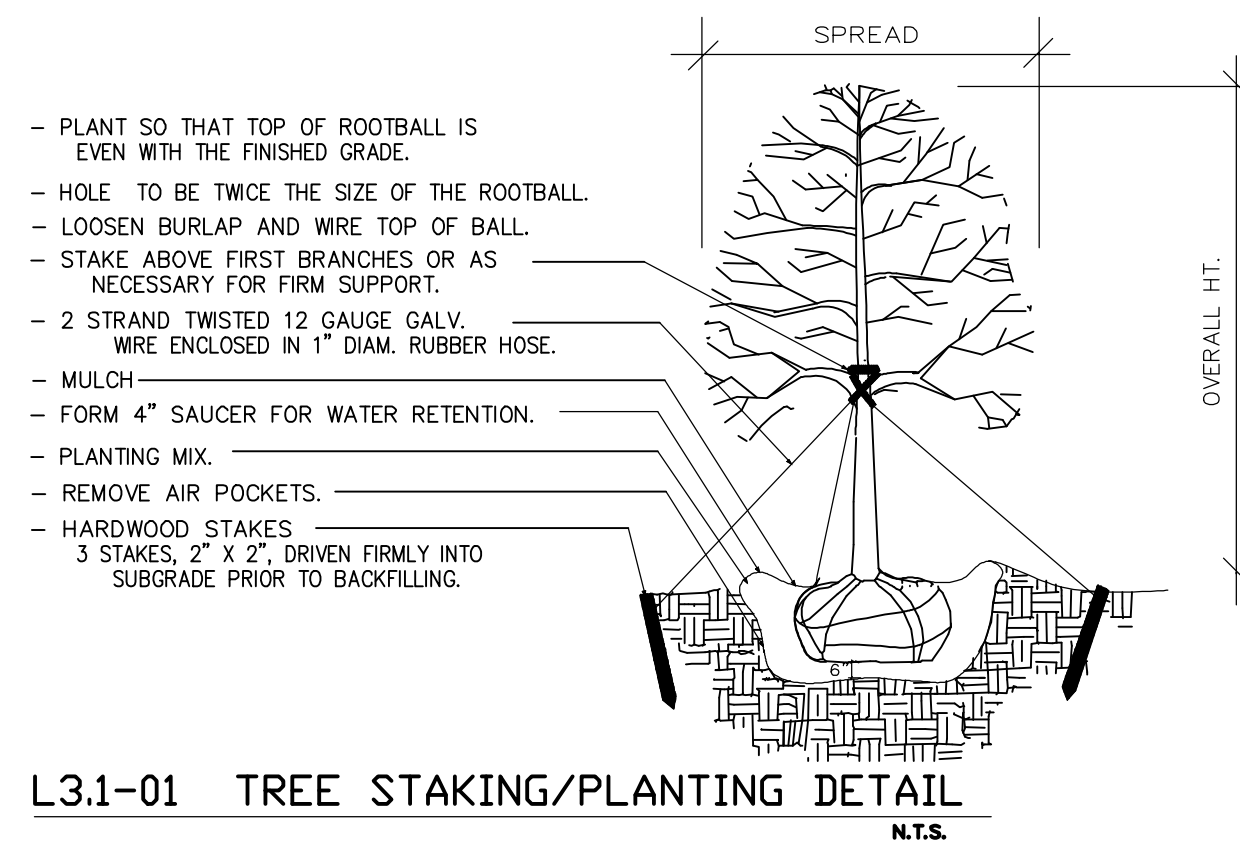 SPREAD
- PLANT SO THAT TOP OF ROOTBALL IS
EVEN WITH THE FINISHED GRADE.
- HOLE TO BE TWICE THE SIZE OF THE ROOTBALL.
- LOOSEN BURLAP AND WIRE TOP OF BALL.
- STAKE ABOVE FIRST BRANCHES OR AS
NECESSARY FOR FIRM SUPPORT.
- 2 STRAND TWISTED 12 GAUGE GALV.
WIRE ENCLOSED IN 1" DIAM. RUBBER HOSE.
- MULCH
- FORM 4" SAUCER FOR WATER RETENTION.
- PLANTING MIX.
- REMOVE AIR POCKETS.
- HARDWOOD STAKES
3 STAKES, 2" X 2", DRIVEN FIRMLY INTO
SUBGRADE PRIOR TO BACKFILLING.
OVERALL HT.
6"
L3.1-01 TREE STAKING/PLANTING DETAIL
N.T.S.